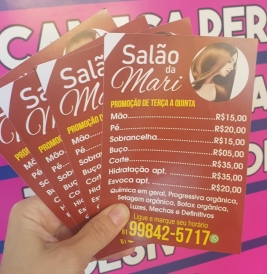 Salão
da
Mari
PROMOÇÃO DE TERÇA A QUINTA
Mão..............................R$15,00
Pé.................................R$20,00
Sobrancelha................R$15,00
Buço.............................R$05,00
Corte............................R$35,00
Hidratação apt............R$35,00
Esvoca apt...................R$20,00
Química em geral, Progressiva orgânica,
Selagem orgânica, Botox orgânica,
Luzes, Mechas e Definitivos
Ligue e marque seu horário
99842-5717